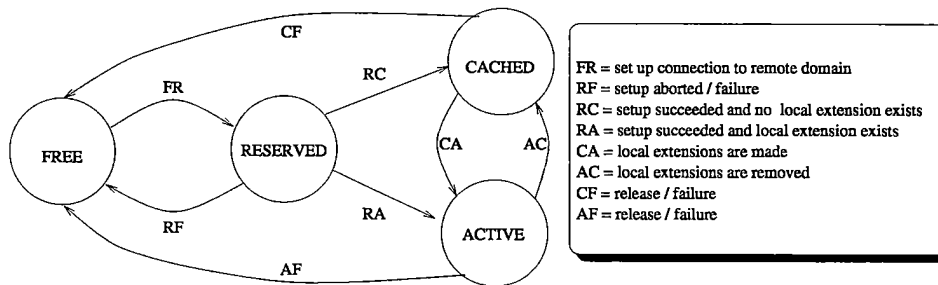 CF
CACHED
RC
FR
FREE
RESERVED
CA
AC
RF
RA
ACTIVE
AF
FR = set up connection to remote domain
RF = setup aborted / failure
RC = setup succeeded and no local extension exists
RA = setup succeeded and local extension exists
CA = local extensions are made
AC = local extensions are removed
CF = release / failure
AF = release / failure